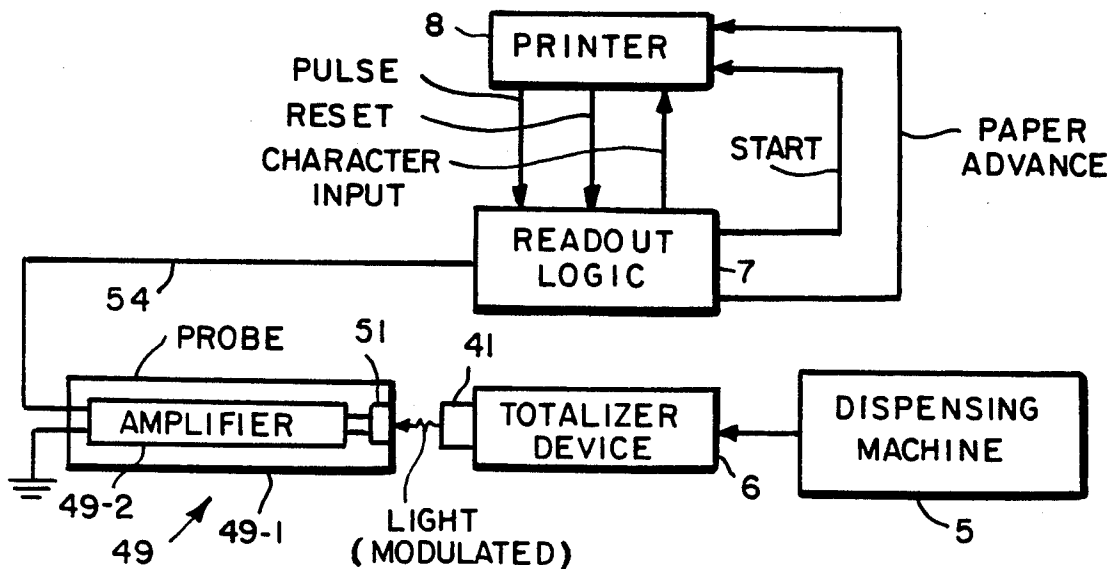 8
PRINTER
PULSE
RESET
CHARACTER
INPUT
START
PAPER
ADVANCE
READOUT
LOGIC
7
54
PROBE
51
41
AMPLIFIER
TOTALIZER
DEVICE
DISPENSING
MACHINE
6
5
49-2
49-1
49
LIGHT
(MODULATED)